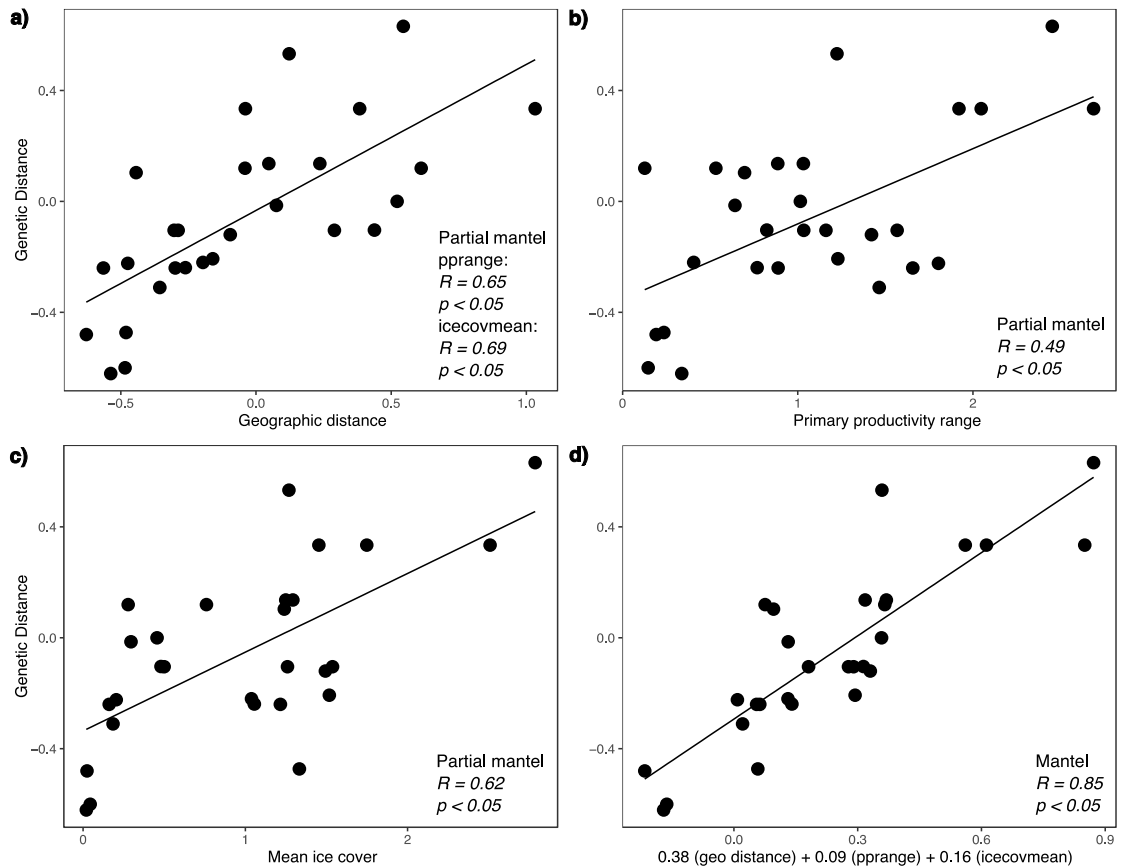 a)
Genetic Distance
0.4
0.0
−0.4
Partial mantel
pprange:
R = 0.65
p < 0.05
icecovmean:
R = 0.69
p < 0.05
−0.5
0.0
0.5
1.0
Geographic distance
b)
0.4
0.0
−0.4
Partial mantel
R = 0.49
p < 0.05
0
1
2
Primary productivity range
c)
Genetic Distance
0.4
0.0
−0.4
Partial mantel
R = 0.62
p < 0.05
0
1
2
Mean ice cover
d)
0.4
0.0
−0.4
Mantel
R = 0.85
p < 0.05
0.0
0.3
0.6
0.9
0.38 (geo distance) + 0.09 (pprange) + 0.16 (icecovmean)